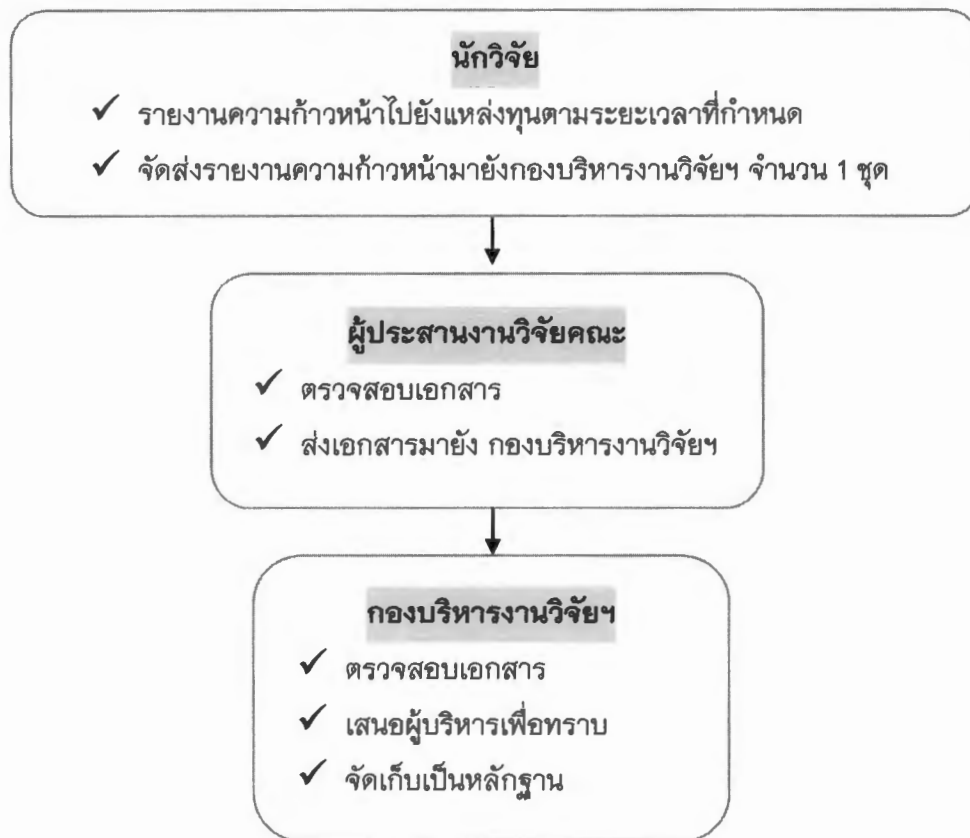 นักวิจัย
✓ รายงานความก้าวหน้าไปยังแหล่งทุนตามระยะเวลาที่กำหนด
✓ จัดส่งรายงานความก้าวหน้ามายังกองบริหารงานวิจัยฯ จำนวน 1 ชุด
ผู้ประสานงานวิจัยคณะ
✓ ตรวจสอบเอกสาร
✓ ส่งเอกสารมายัง กองบริหารงานวิจัยฯ
กองบริหารงานวิจัยฯ
✓ ตรวจสอบเอกสาร
✓ เสนอผู้บริหารเพื่อทราบ
✓ จัดเก็บเป็นหลักฐาน